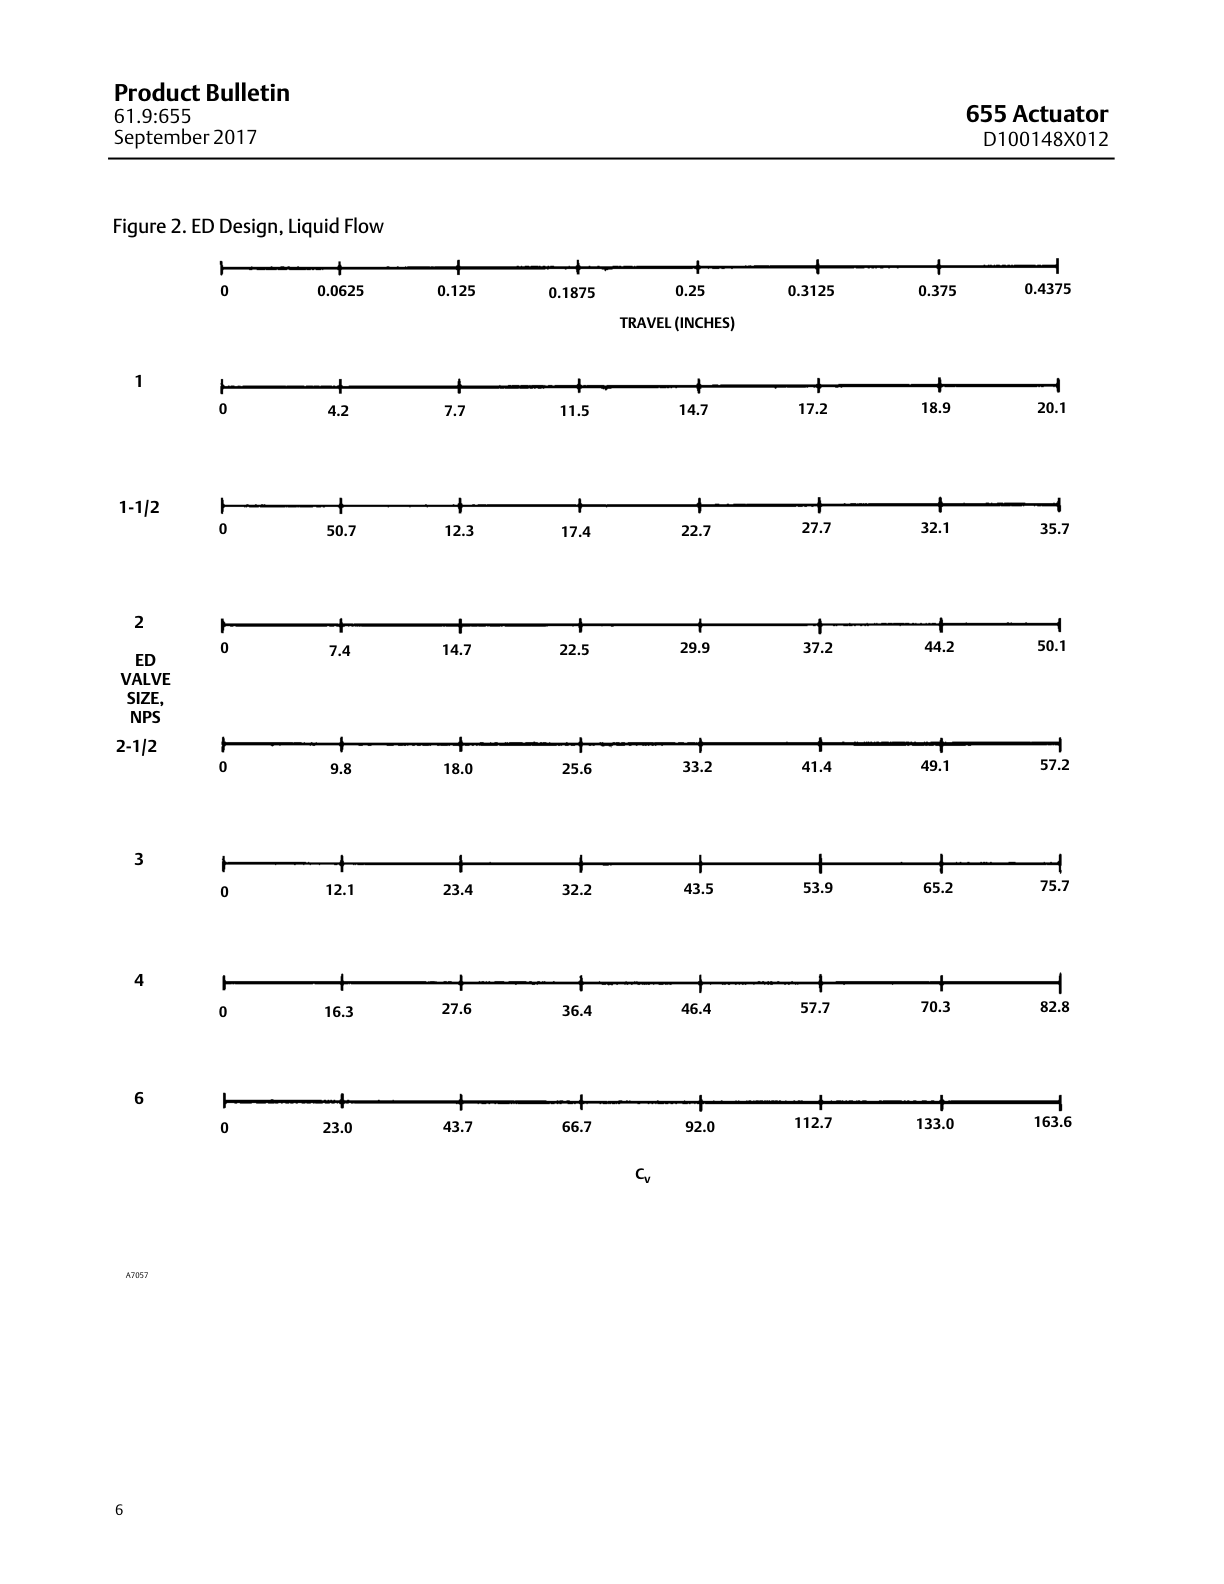 Product Bulletin
61.9:655
September 2017
655 Actuator
D100148X012
Figure 2. ED Design, Liquid Flow
0 0.0625 0.125 0.1875 0.25 0.3125 0.375 0.4375
TRAVEL (INCHES)
1
0 4.2 7.7 11.5 14.7 17.2 18.9 20.1
1-1/2
0 50.7 12.3 17.4 22.7 27.7 32.1 35.7
2
0 7.4 14.7 22.5 29.9 37.2 44.2 50.1
ED
VALVE
SIZE,
NPS
2-1/2
0 9.8 18.0 25.6 33.2 41.4 49.1 57.2
3
0 12.1 23.4 32.2 43.5 53.9 65.2 75.7
4
0 16.3 27.6 36.4 46.4 57.7 70.3 82.8
6
0 23.0 43.7 66.7 92.0 112.7 133.0 163.6
Cv
A7057
6